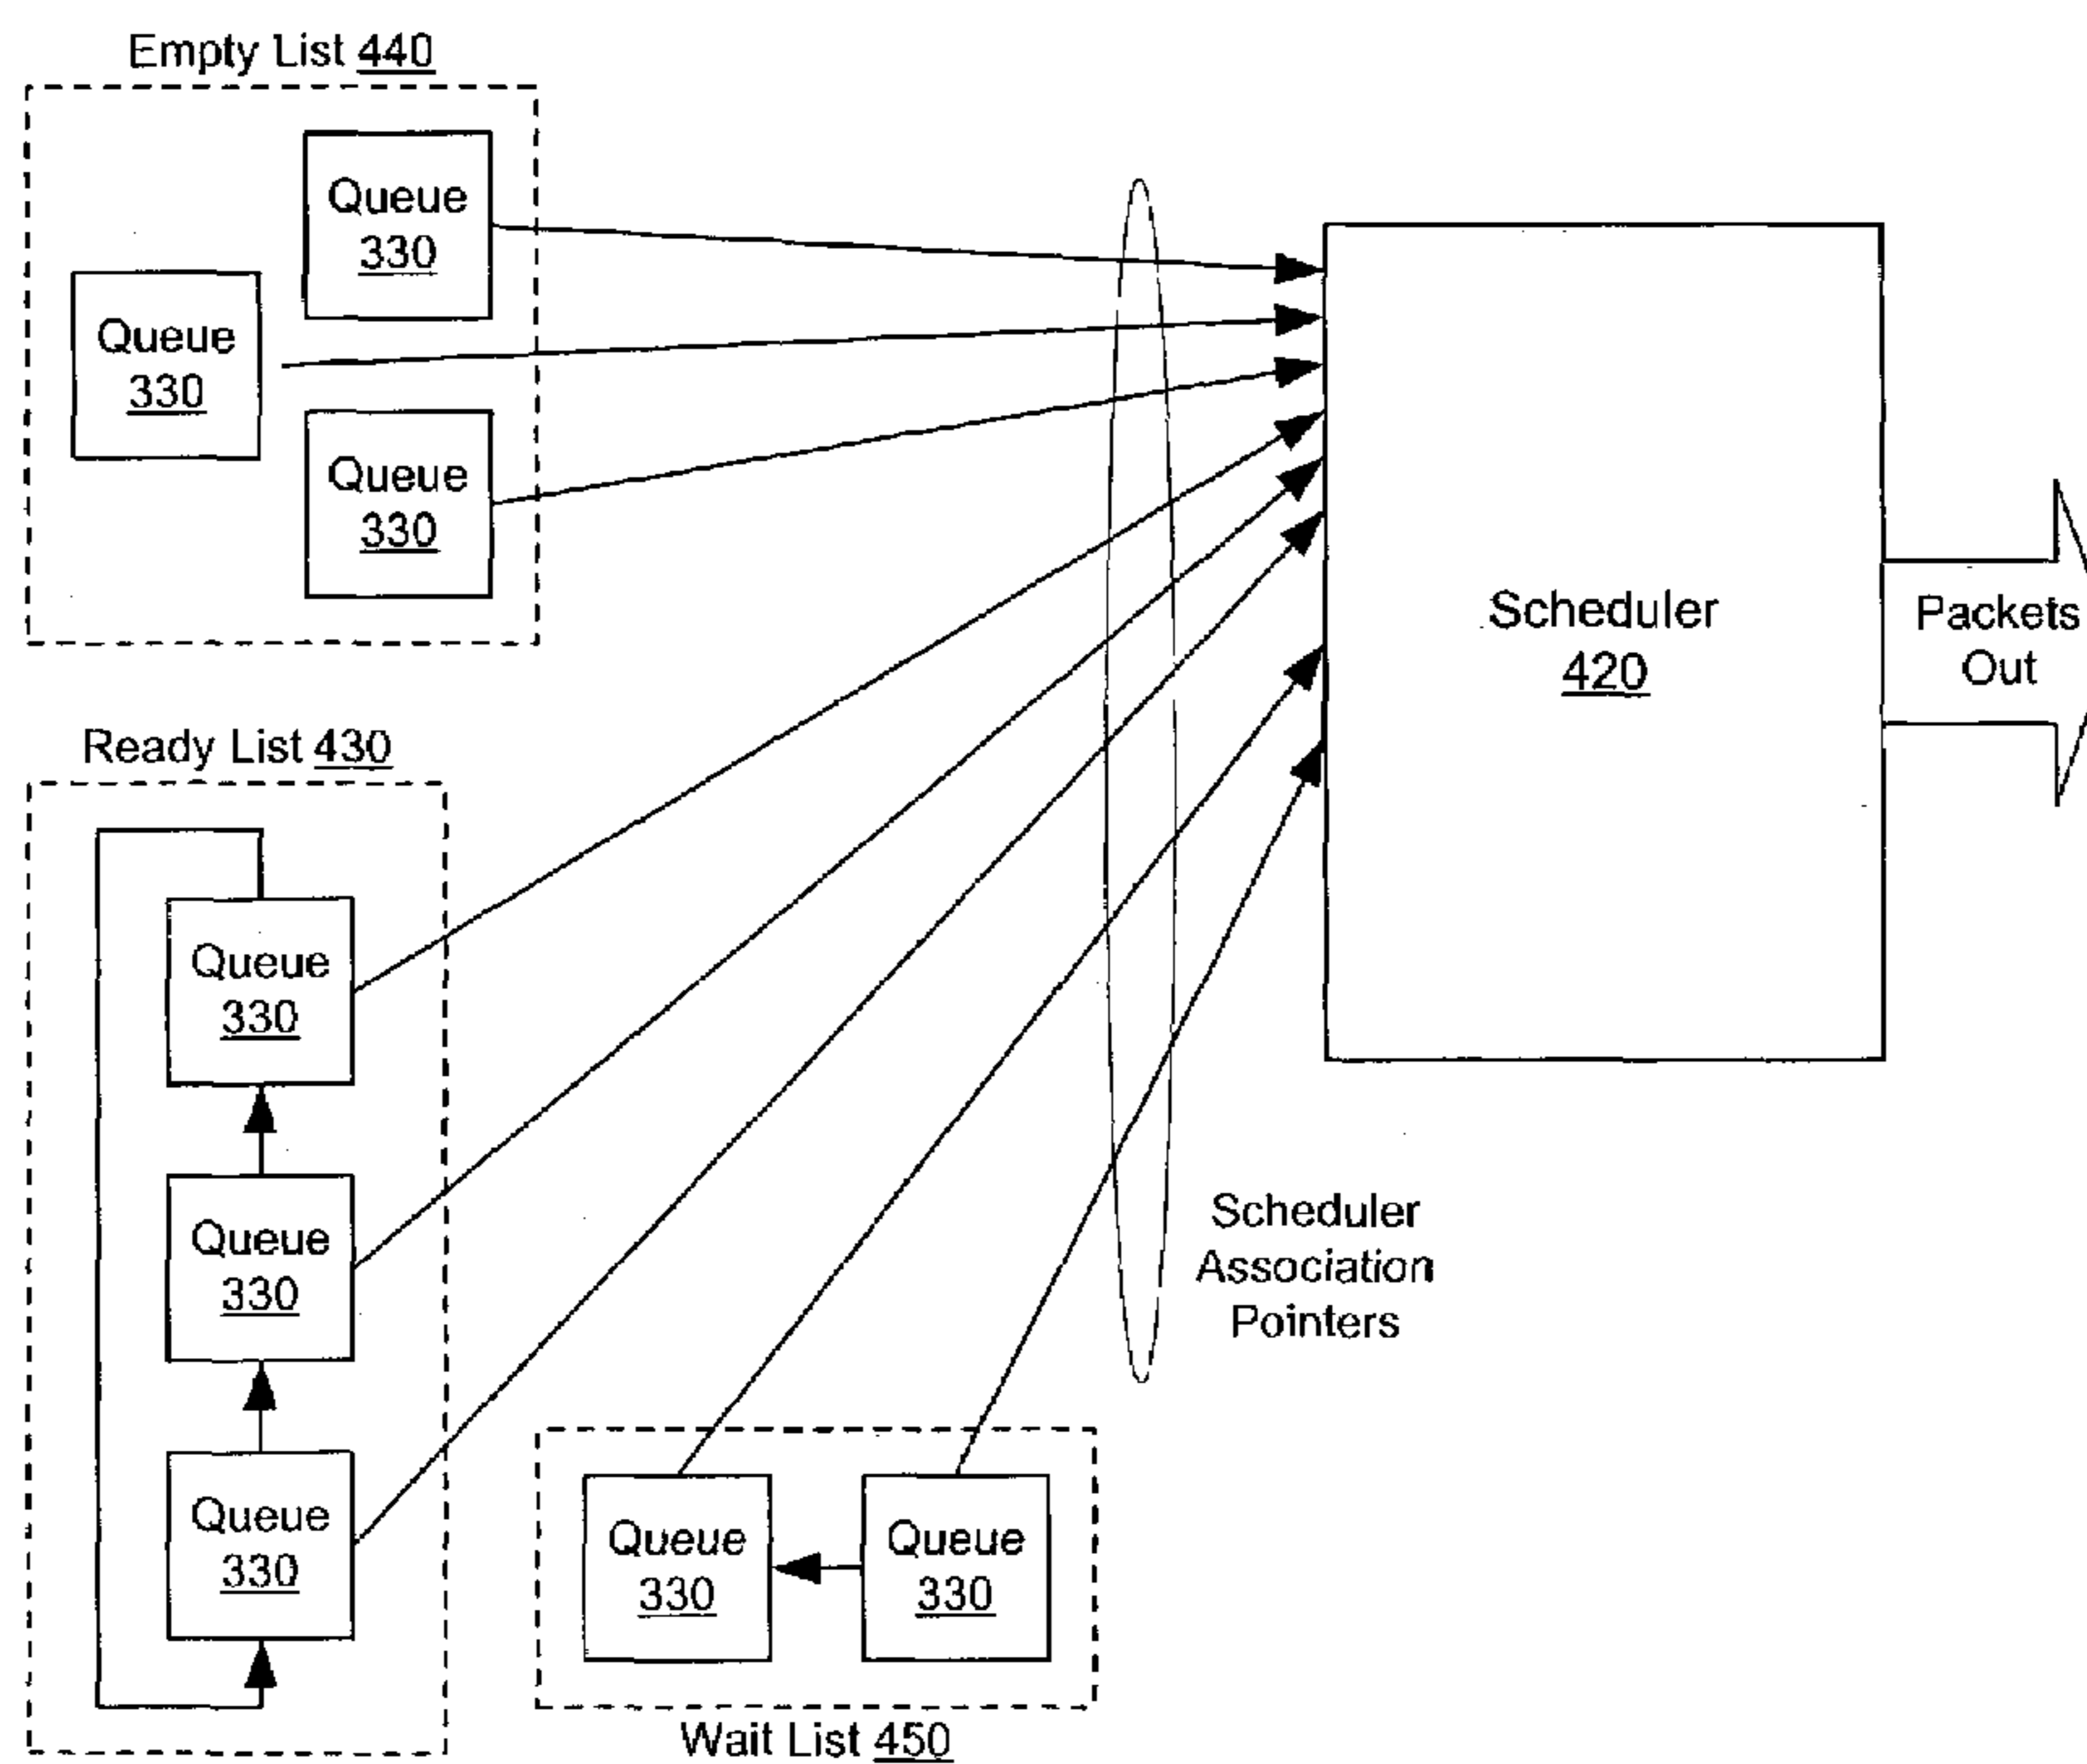 Empty List 440
Queue
330
Queue
330
Queue
330
Scheduler
420
Packets
Out
Ready List 430
Queue
330
Queue
330
Queue
330
Scheduler
Association
Pointers
Queue
330
Queue
330
Wait List 450